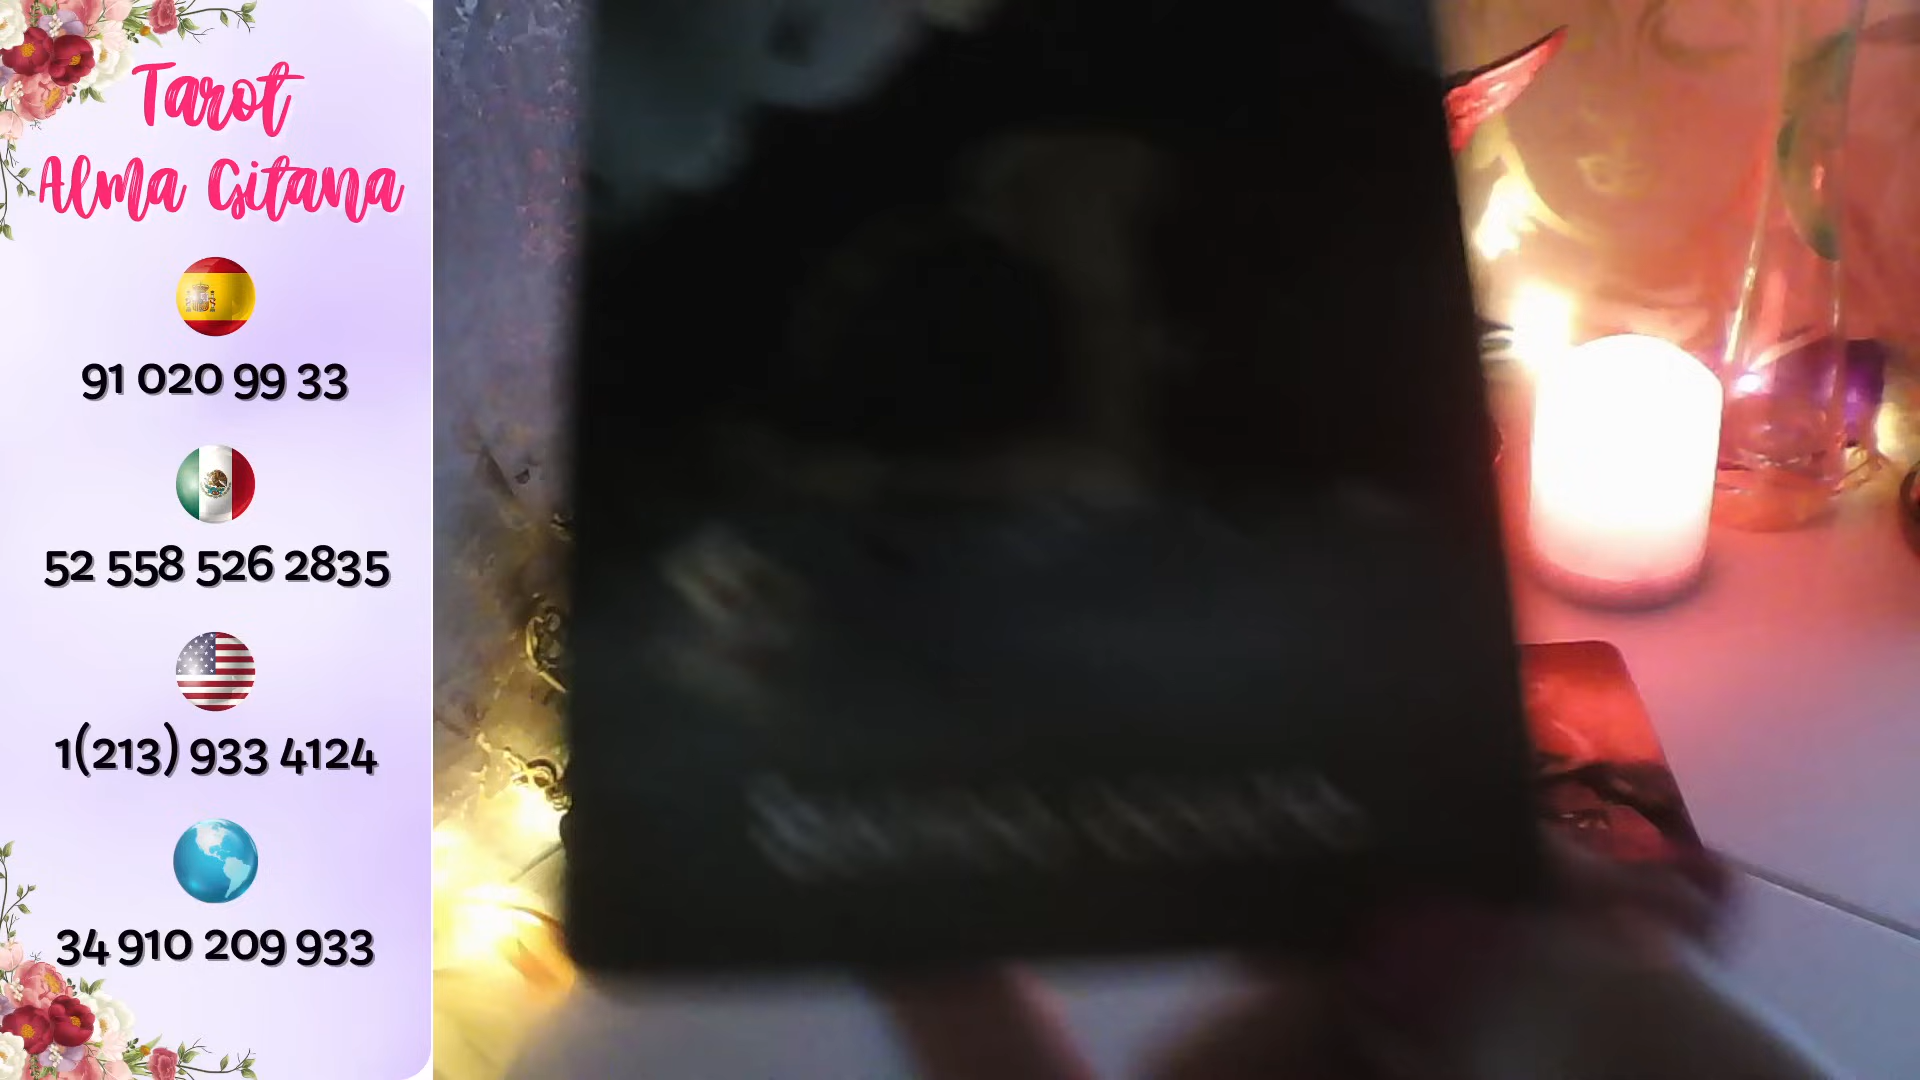 Tarot
Alma Gitana
91 020 99 33
52 558 526 2835
1(213) 933 4124
34 910 209 933